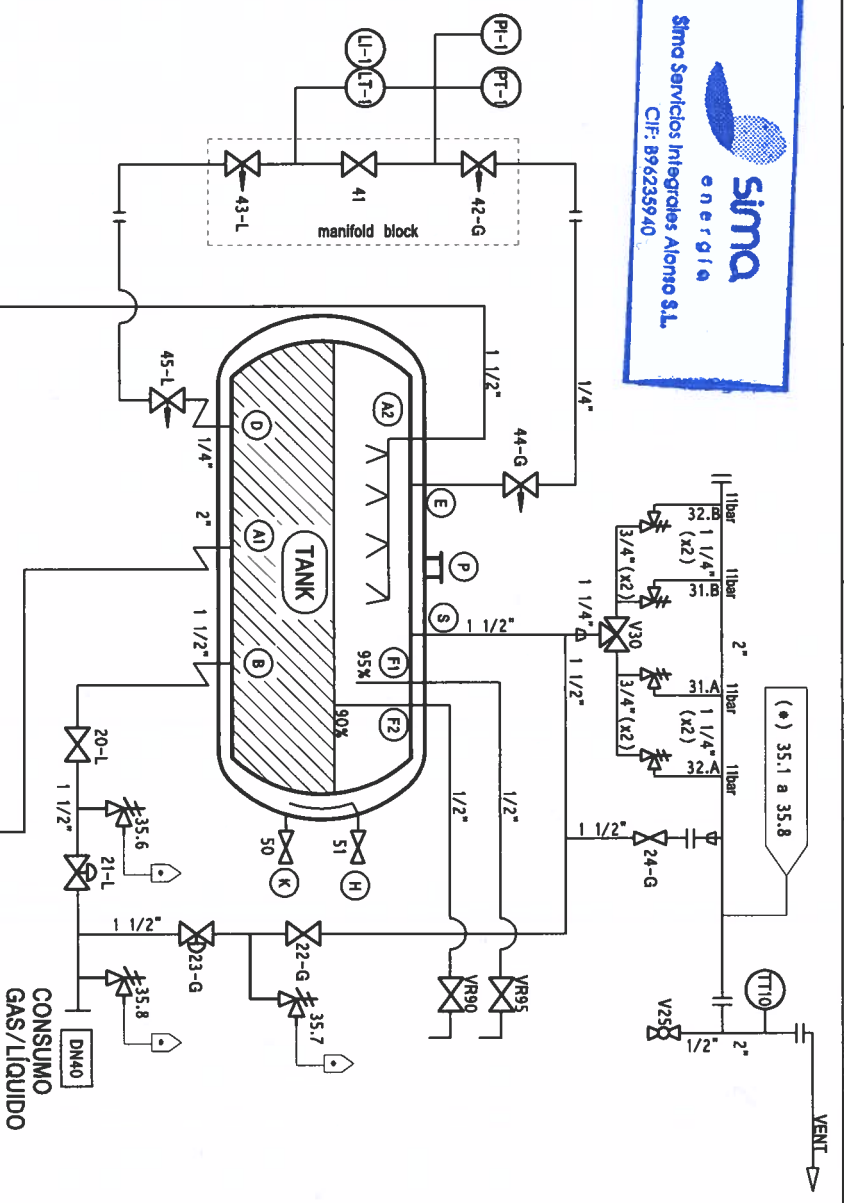 sima
energía
Sima Servicios Integrales Alonso S.L.
CIF: B96235940
PI-1
PT-1
LI-1
LT-1
43-L
41
42-G
manifold block
1/4"
1 1/2"
45-L
1/4"
44-G
D
A2
E
P
S
A1
TANK
B
F1
95%
F2
90%
2"
1 1/2"
1 1/2"
1 1/4"
1 1/2"
V30
3/4"(x2)
3/4"(x2)
11bar
32.B
1 1/4"
(x2)
11bar
31.B
2"
11bar
31.A
1 1/4"
(x2)
11bar
32.A
(*) 35.1 a 35.8
1 1/2"
24-G
1/2"
1/2"
50
K
51
H
20-L
1 1/2"
35.6
21-L
1 1/2"
23-G
22-G
35.7
35.8
VR90
VR95
TT10
V25
1/2"
2"
VENT
DN40
CONSUMO
GAS/LÍQUIDO